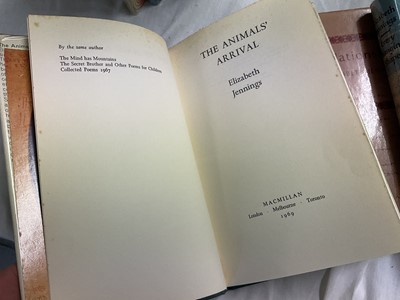 By the same author
The Mind has Mountains
The Secret Brother and Other Poems for Children
Collected Poems 1967
THE ANIMALS'
ARRIVAL
Elizabeth
Jennings
MACMILLAN
London · Melbourne · Toronto
1969